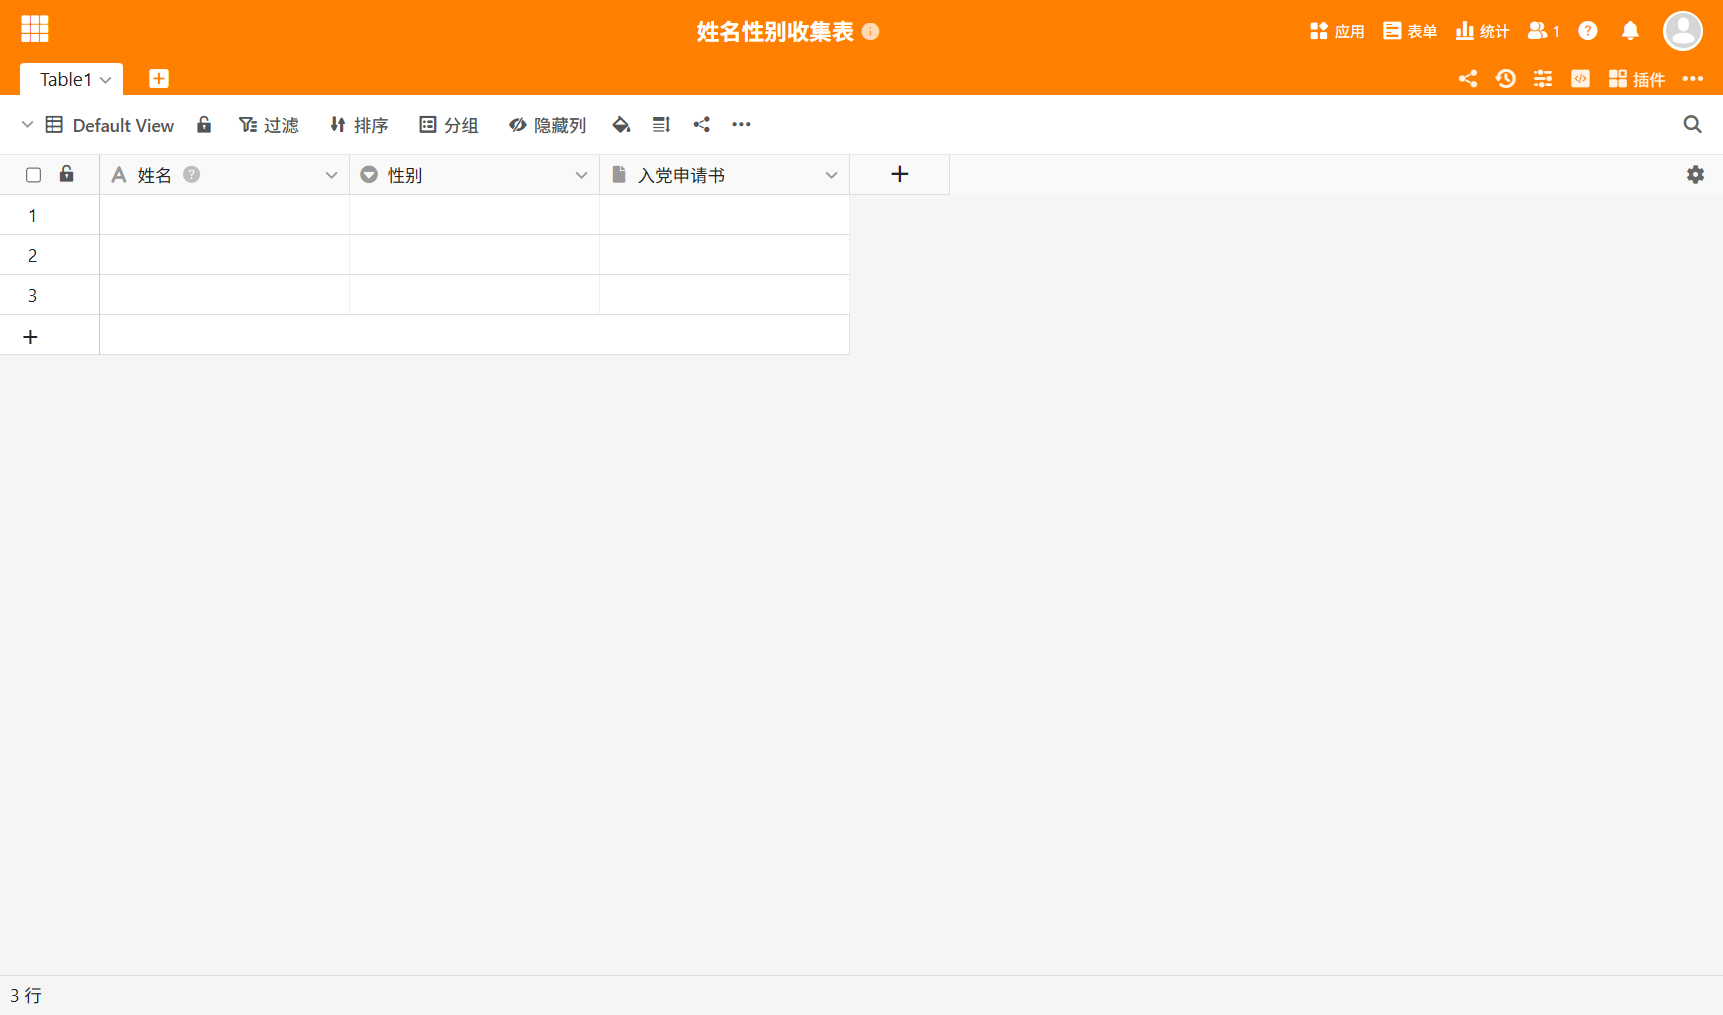 姓名性别收集表
应用 表单 统计 1
Table1
插件
Default View 过滤 排序 分组 隐藏列
姓名 性别 入党申请书
1
2
3
3 行